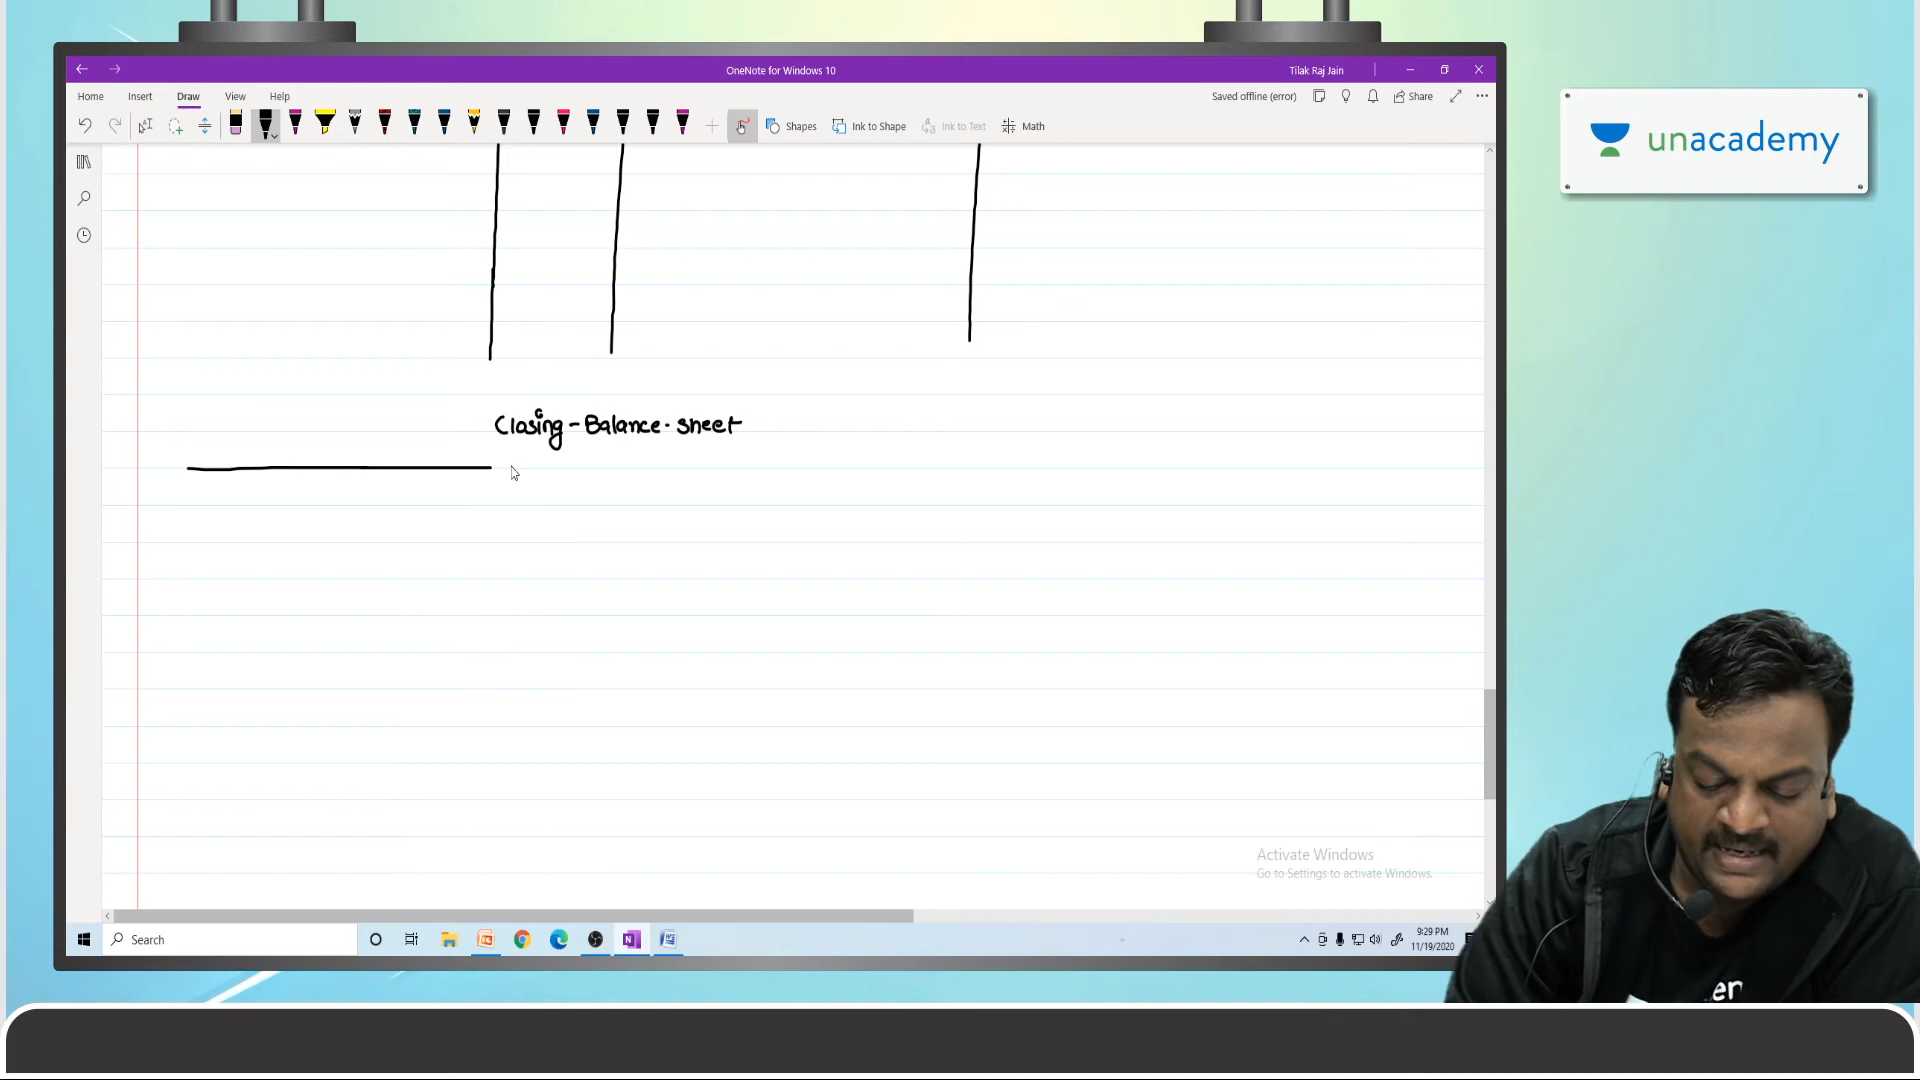 OneNote for Windows 10
Tilak Raj Jain
Home Insert Draw View Help
Saved offline (error) Share
Shapes Ink to Shape Ink to Text Math
unacademy
Closing - Balance - sheet
Activate Windows
Go to Settings to activate Windows.
Search
9:29 PM
11/19/2020
er